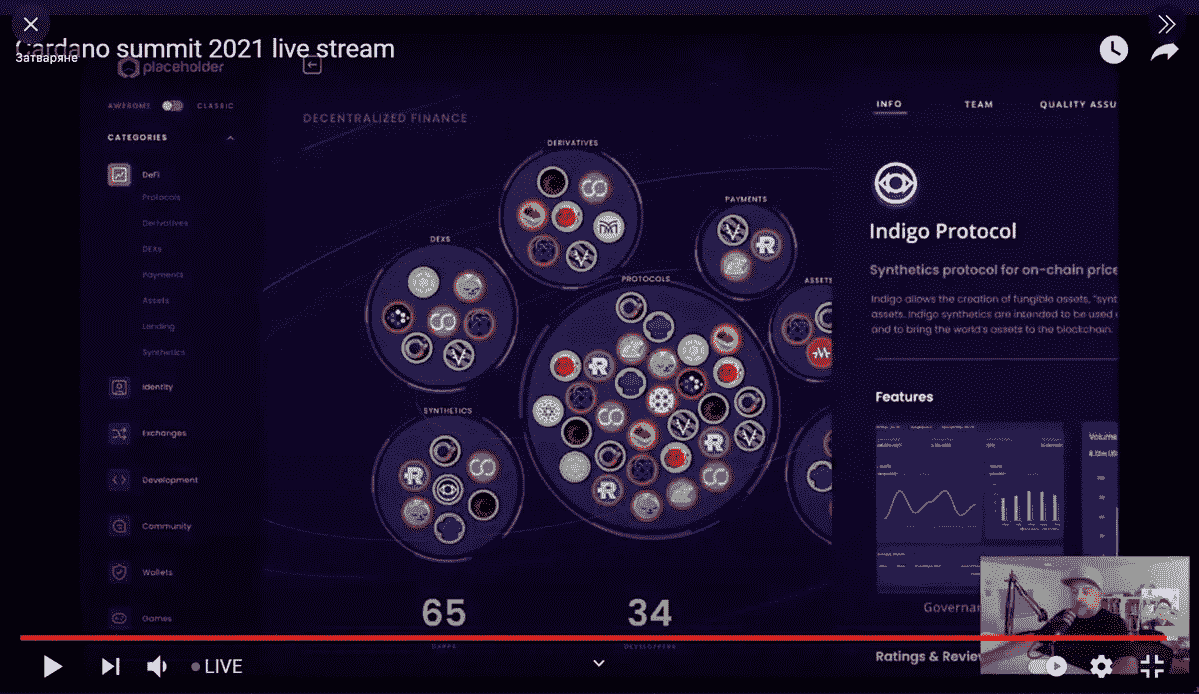 Cardano summit 2021 live stream
Затваряне
placeholder
AWESOME
CLASSIC
CATEGORIES
DeFi
Protocols
Derivatives
DEXs
Payments
Assets
Lending
Synthetics
Identity
Exchanges
Development
Community
Wallets
Games
DECENTRALIZED FINANCE
DERIVATIVES
PAYMENTS
DEXS
PROTOCOLS
ASSETS
SYNTHETICS
65
DAPPS
34
DEVELOPERS
INFO
TEAM
QUALITY ASSU
Indigo Protocol
Synthetics protocol for on-chain price
Indigo allows the creation of fungible assets, "synt
assets. Indigo synthetics are intended to be used
and to bring the world's assets to the blockchain.
Features
Volume
Governan
Ratings & Review
LIVE